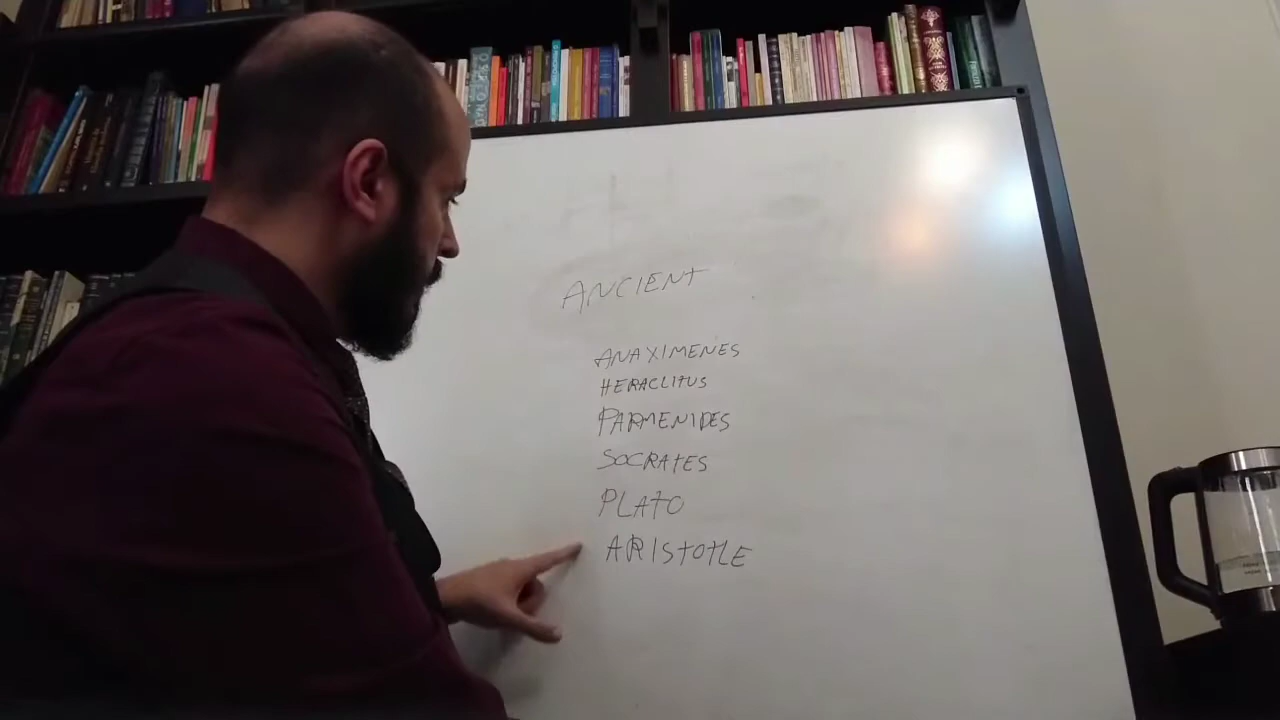 ANCIENT
ANAXIMENES
HERACLITUS
PARMENIDES
SOCRATES
PLATO
ARISTOTLE